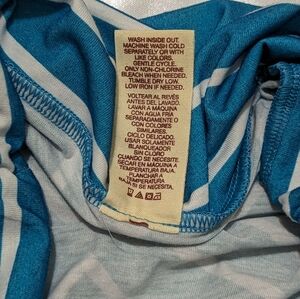 WASH INSIDE OUT.
MACHINE WASH COLD
SEPARATELY OR WITH
LIKE COLORS.
GENTLE CYCLE.
ONLY NON-CHLORINE
BLEACH WHEN NEEDED.
TUMBLE DRY LOW.
LOW IRON IF NEEDED.
VOLTEAR AL REVÉS
ANTES DEL LAVADO.
LAVAR A MÁQUINA
CON AGUA FRÍA
SEPARADAMENTE O
CON COLORES
SIMILARES.
CICLO DELICADO.
USAR SOLAMENTE
BLANQUEADOR
SIN CLORO
CUANDO SE NECESITE.
SECAR EN MÁQUINA A
TEMPERATURA BAJA.
PLANCHAR A
BAJA TEMPERATURA
SI SE NECESITA.